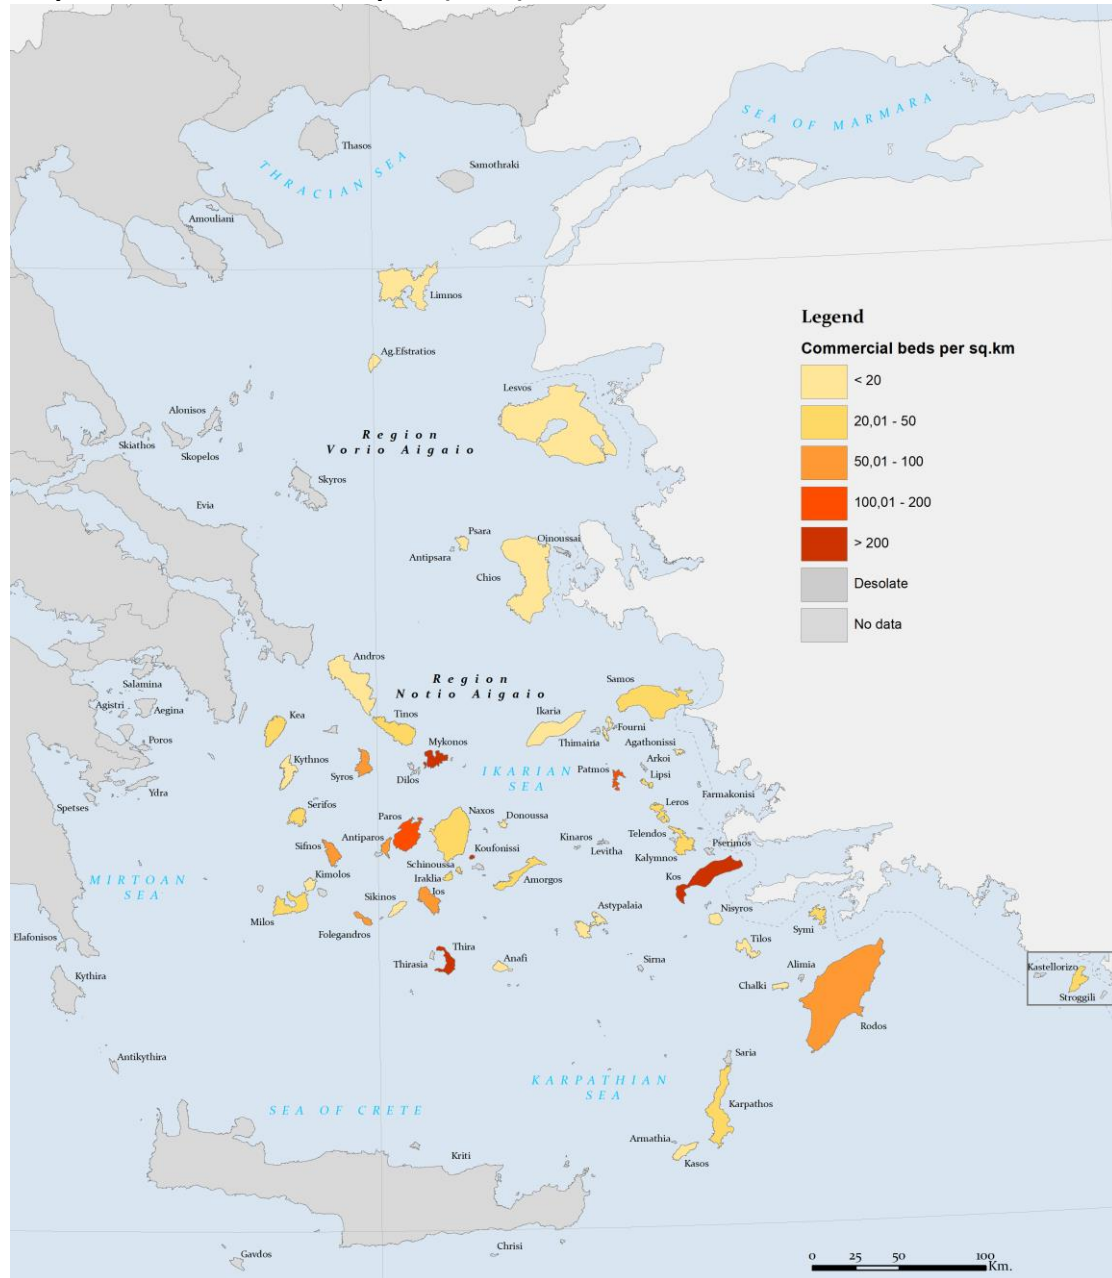 Thasos
Samothraki
THRACIAN SEA
SEA OF MARMARA
Amouliani
Limnos
Legend
Commercial beds per sq.km
< 20
20,01 - 50
50,01 - 100
100,01 - 200
> 200
Desolate
No data
Ag.Efstratios
Lesvos
Alonisos
Skiathos
Skopelos
Region
Vorio Aigaio
Skyros
Evia
Psara
Antipsara
Oinoussai
Chios
Andros
Salamina
Agistri
Aegina
Poros
Ydra
Spetses
Region
Notio Aigaio
Samos
Kea
Tinos
Ikaria
Fourni
Thimaina
Agathonissi
Mykonos
Kythnos
Syros
Dilos
IKARIAN
SEA
Patmos
Arkoi
Lipsi
Farmakonisi
Serifos
Paros
Naxos
Donoussa
Leros
Antiparos
Sifnos
Koufonissi
Kinaros
Levitha
Telendos
Pserimos
Kalymnos
Schinoussa
Iraklia
Kimolos
Amorgos
Kos
MIRTOAN
SEA
Sikinos
Ios
Milos
Folegandros
Astypalaia
Nisyros
Symi
Elafonisos
Thira
Thirasia
Anafi
Sirna
Tilos
Alimia
Kastellorizo
Stroggili
Kythira
Chalki
Rodos
Antikythira
Saria
KARPATHIAN
SEA
SEA OF CRETE
Karpathos
Armathia
Kasos
Kriti
Chrisi
Gavdos
0 25 50 100
Km.